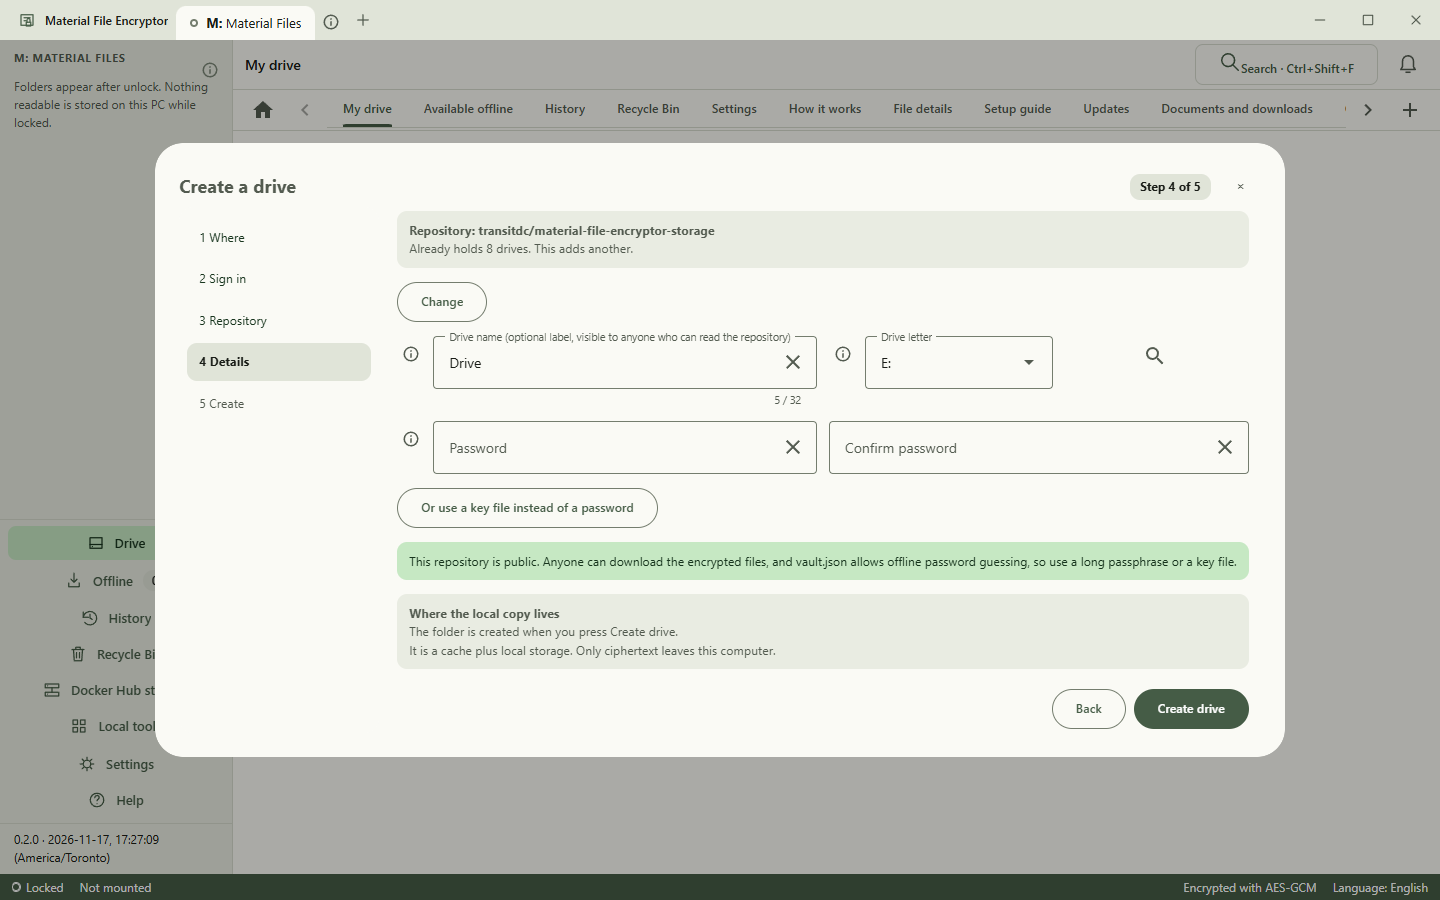 Material File Encryptor
M: Material Files
M: MATERIAL FILES
Folders appear after unlock. Nothing
readable is stored on this PC while
locked.
My drive
Search · Ctrl+Shift+F
My drive
Available offline
History
Recycle Bin
Settings
How it works
File details
Setup guide
Updates
Documents and downloads
Create a drive
Step 4 of 5
1 Where
2 Sign in
3 Repository
4 Details
5 Create
Repository: transitdc/material-file-encryptor-storage
Already holds 8 drives. This adds another.
Change
Drive name (optional label, visible to anyone who can read the repository)
Drive
5 / 32
Drive letter
E:
Password
Confirm password
Or use a key file instead of a password
This repository is public. Anyone can download the encrypted files, and vault.json allows offline password guessing, so use a long passphrase or a key file.
Where the local copy lives
The folder is created when you press Create drive.
It is a cache plus local storage. Only ciphertext leaves this computer.
Back
Create drive
Drive
Offline
History
Recycle Bi
Docker Hub st
Local tool
Settings
Help
0.2.0 · 2026-11-17, 17:27:09
(America/Toronto)
Locked
Not mounted
Encrypted with AES-GCM
Language: English